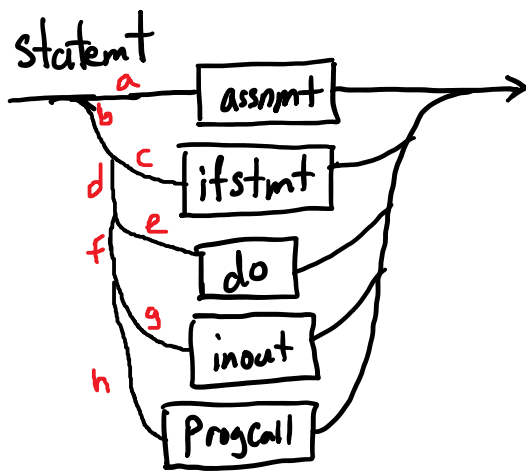 statemt
a
assnmt
b
c
ifstmt
d
e
f
do
g
inout
h
Progcall